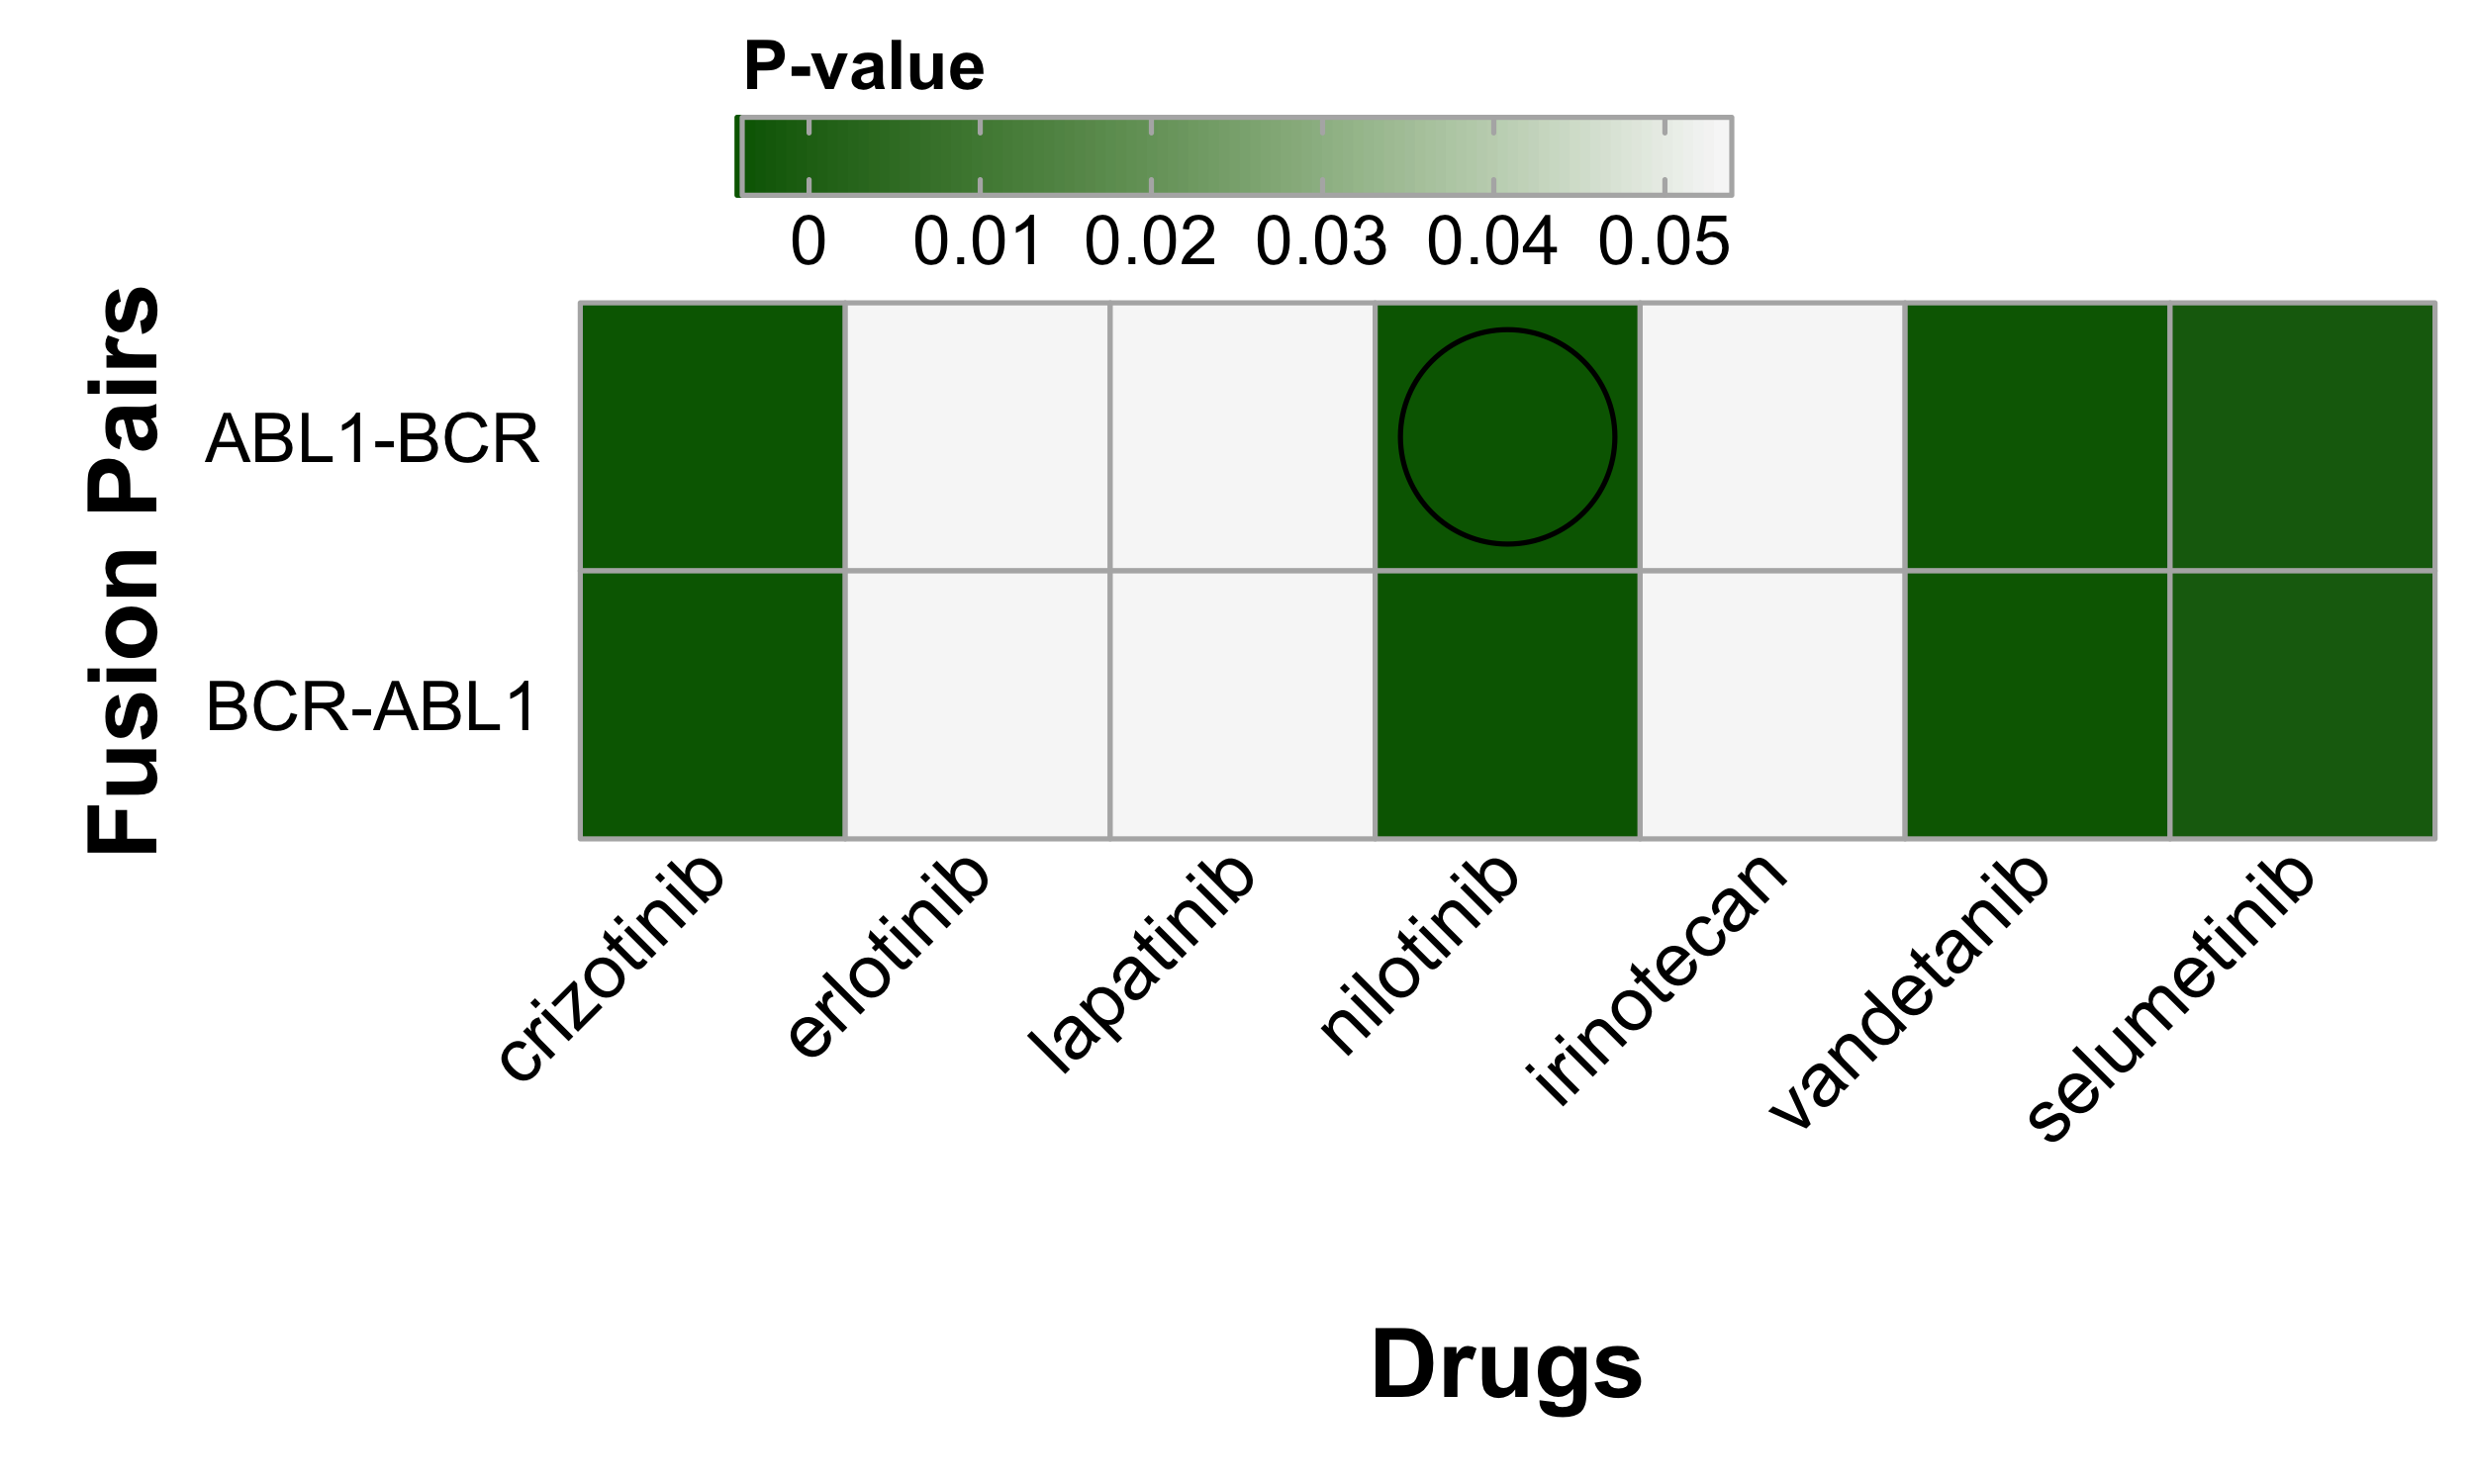 P-value
0 0.01 0.02 0.03 0.04 0.05
Fusion Pairs
ABL1-BCR
BCR-ABL1
crizotinib erlotinib lapatinib nilotinib irinotecan vandetanib selumetinib
Drugs